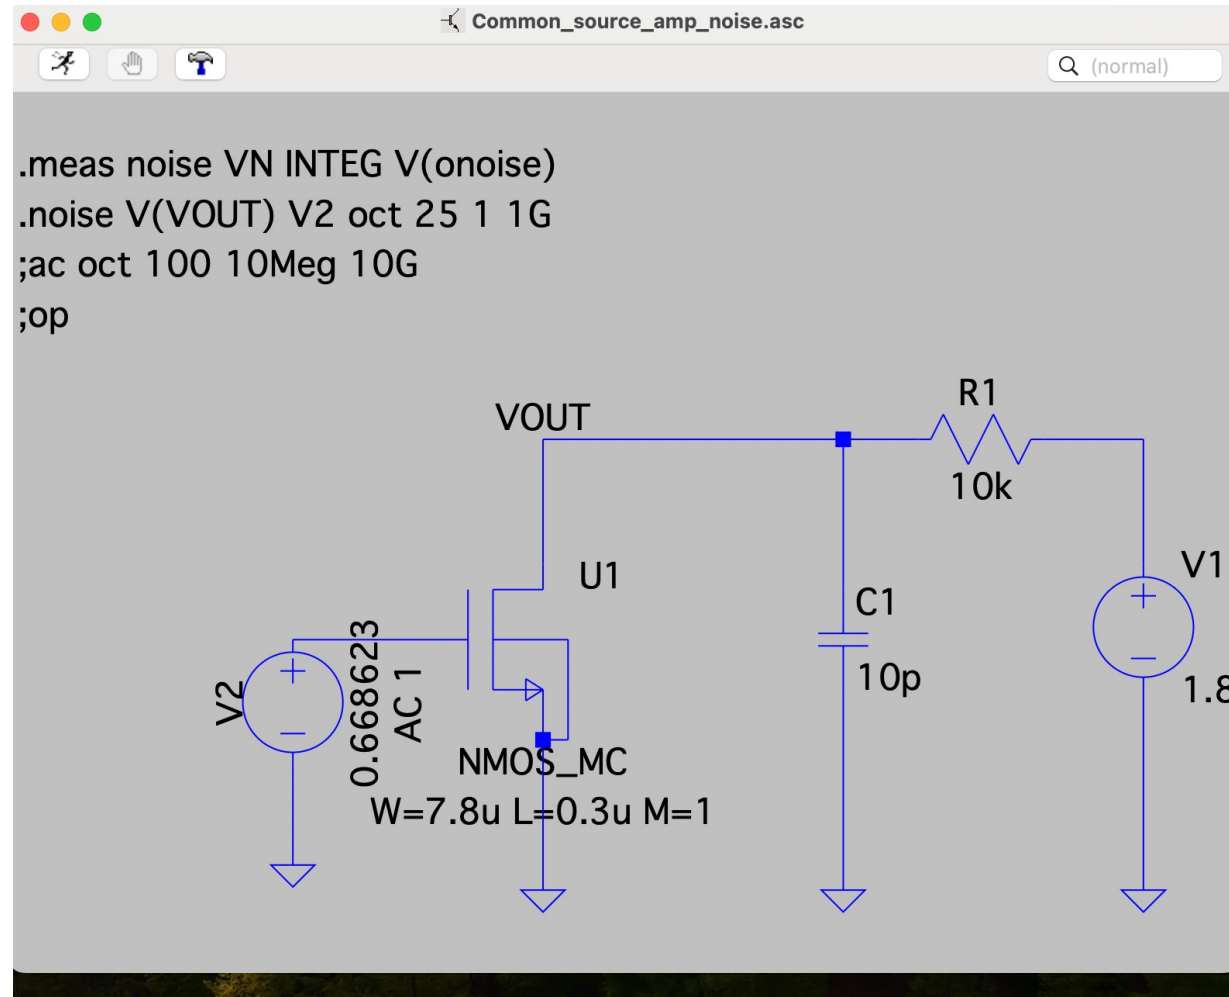 Common_source_amp_noise.asc
(normal)
.meas noise VN INTEG V(onoise)
.noise V(VOUT) V2 oct 25 1 1G
;ac oct 100 10Meg 10G
;op
R1
VOUT
10k
V1
U1
C1
10p
1.8
V2
0.668623
AC 1
NMOS_MC
W=7.8u L=0.3u M=1